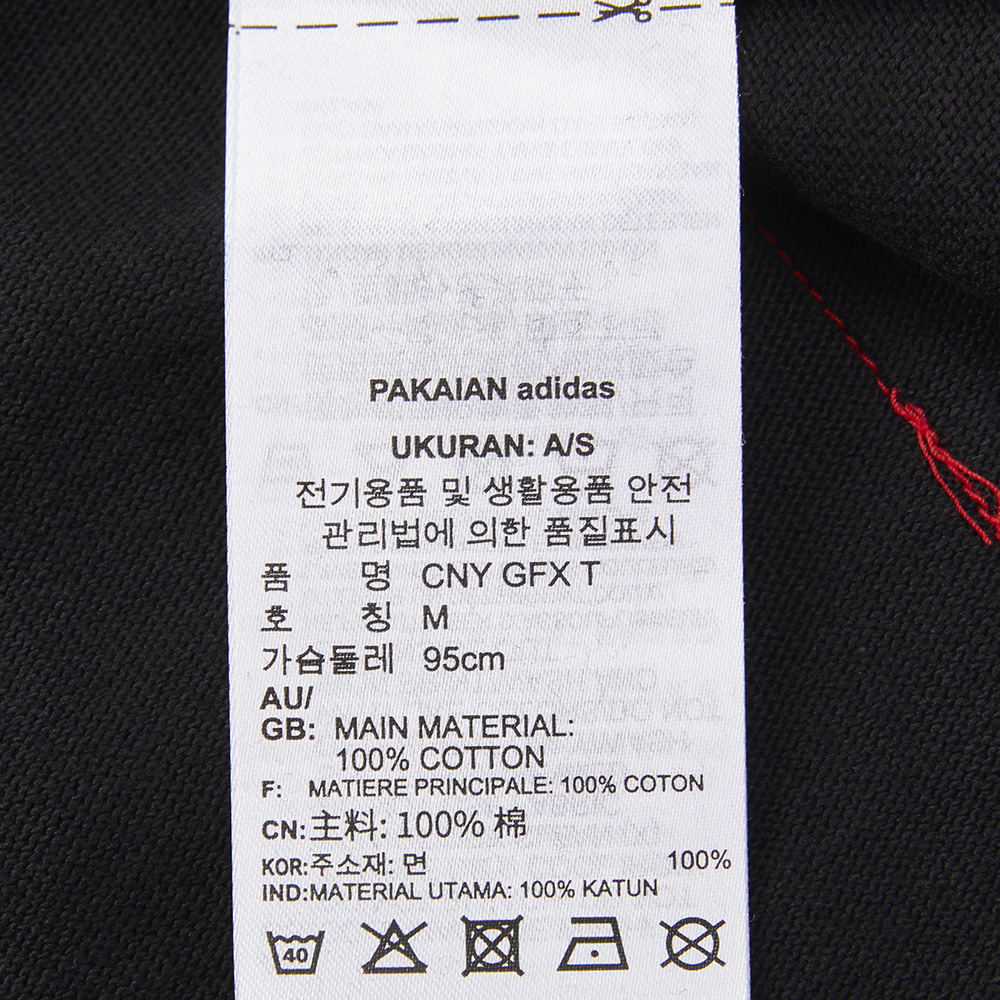 PAKAIAN adidas
UKURAN: A/S
전기용품 및 생활용품 안전
관리법에 의한 품질표시
품 명 CNY GFX T
호 칭 M
가슴둘레 95cm
AU/
GB: MAIN MATERIAL:
100% COTTON
F: MATIERE PRINCIPALE: 100% COTON
CN:主料: 100% 棉
KOR:주소재: 면 100%
IND:MATERIAL UTAMA: 100% KATUN
40